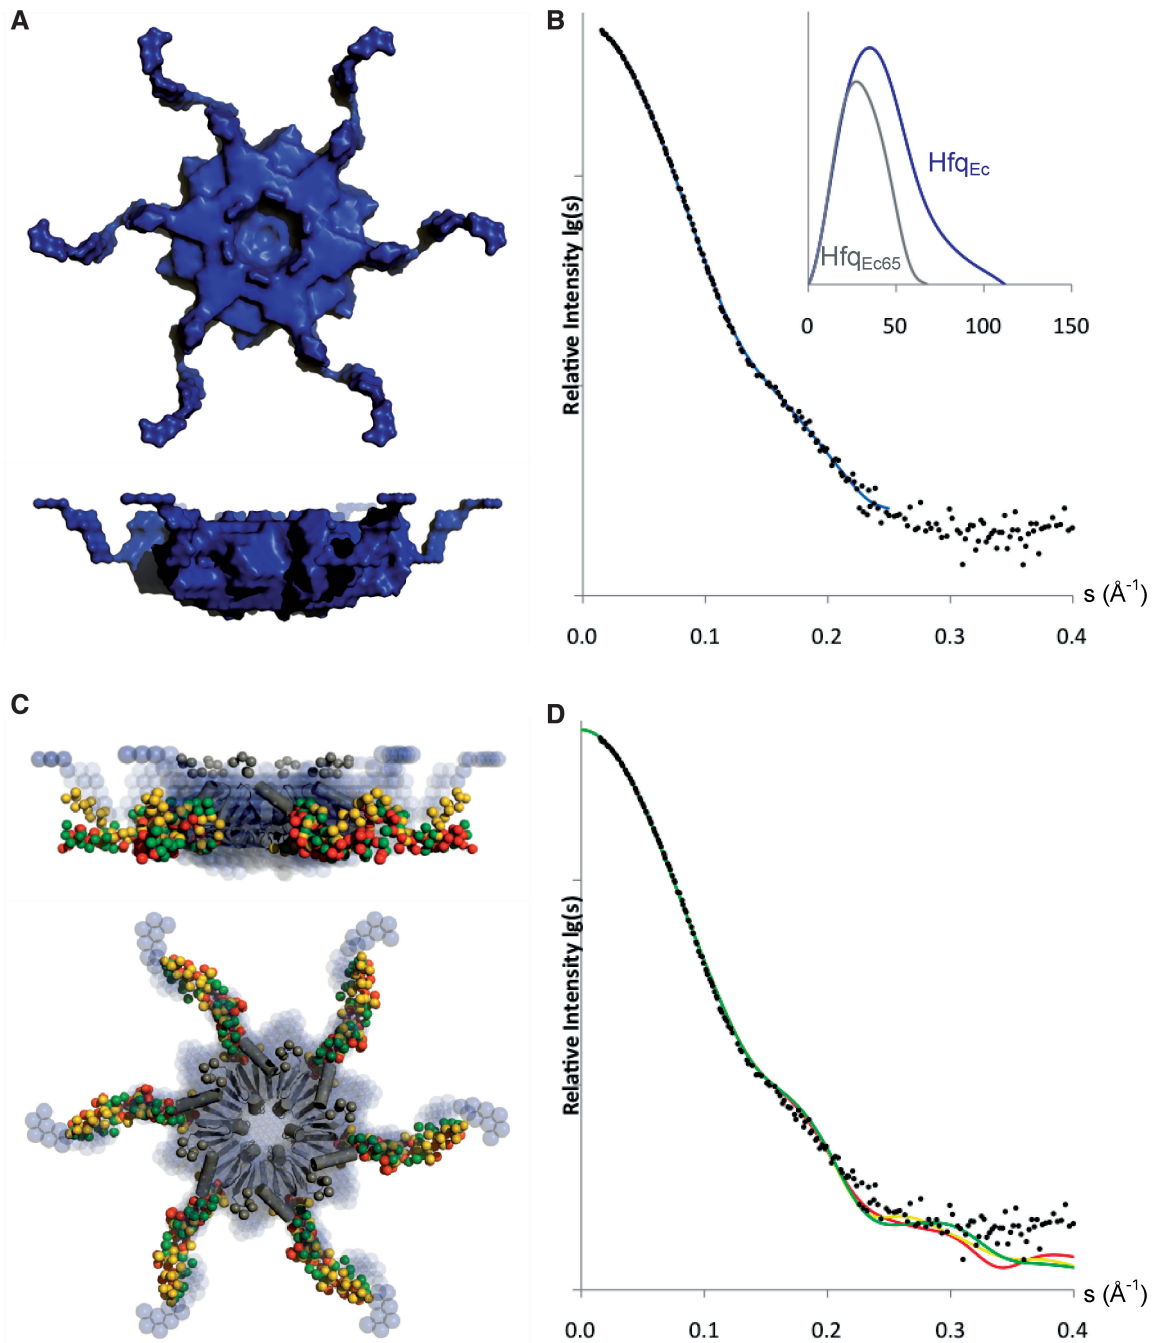 A
B
Relative Intensity lg(s)
HfqEc
HfqEc65
0 50 100 150
s (Å-1)
0.0 0.1 0.2 0.3 0.4
C
D
Relative Intensity lg(s)
s (Å-1)
0.0 0.1 0.2 0.3 0.4